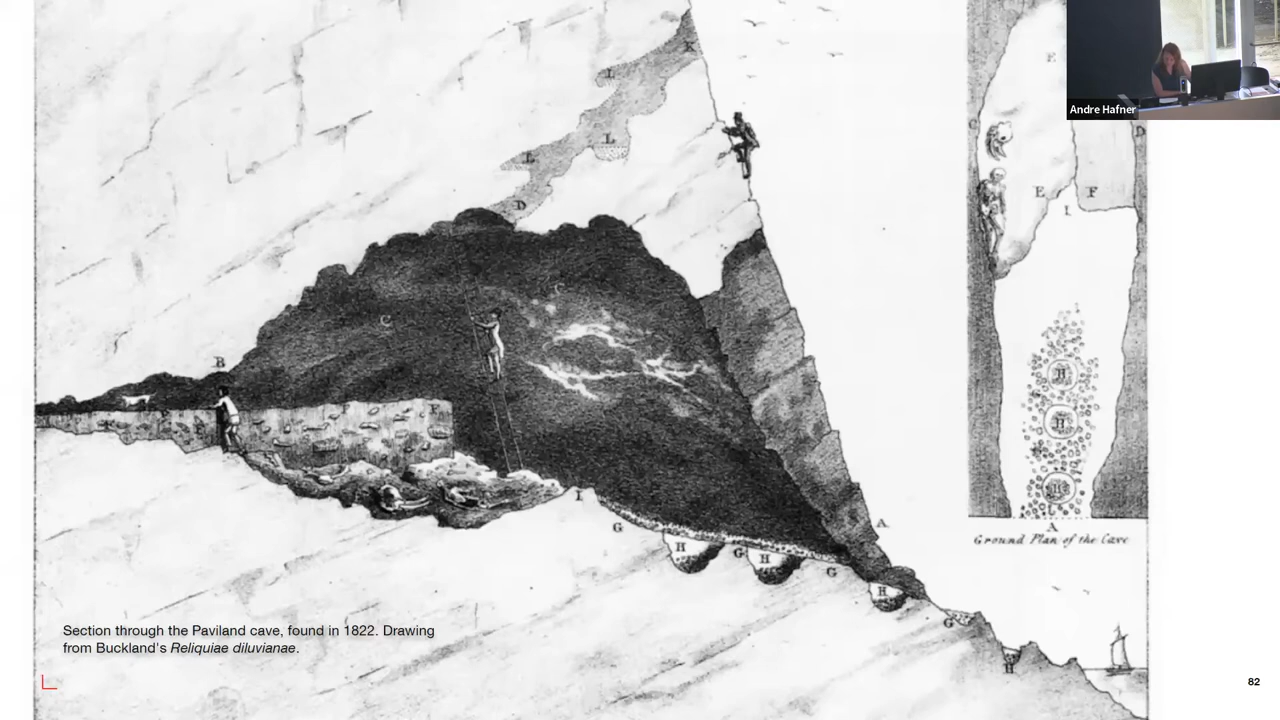 K
L
L
L
D
C
C
B
F
F
F
E
I
G
H
G
H
G
H
G
H
A
E
D
E
F
I
H
H
H
A
Ground Plan of the Cave
Andre Hafner
Section through the Paviland cave, found in 1822. Drawing
from Buckland's Reliquiae diluvianae.
82